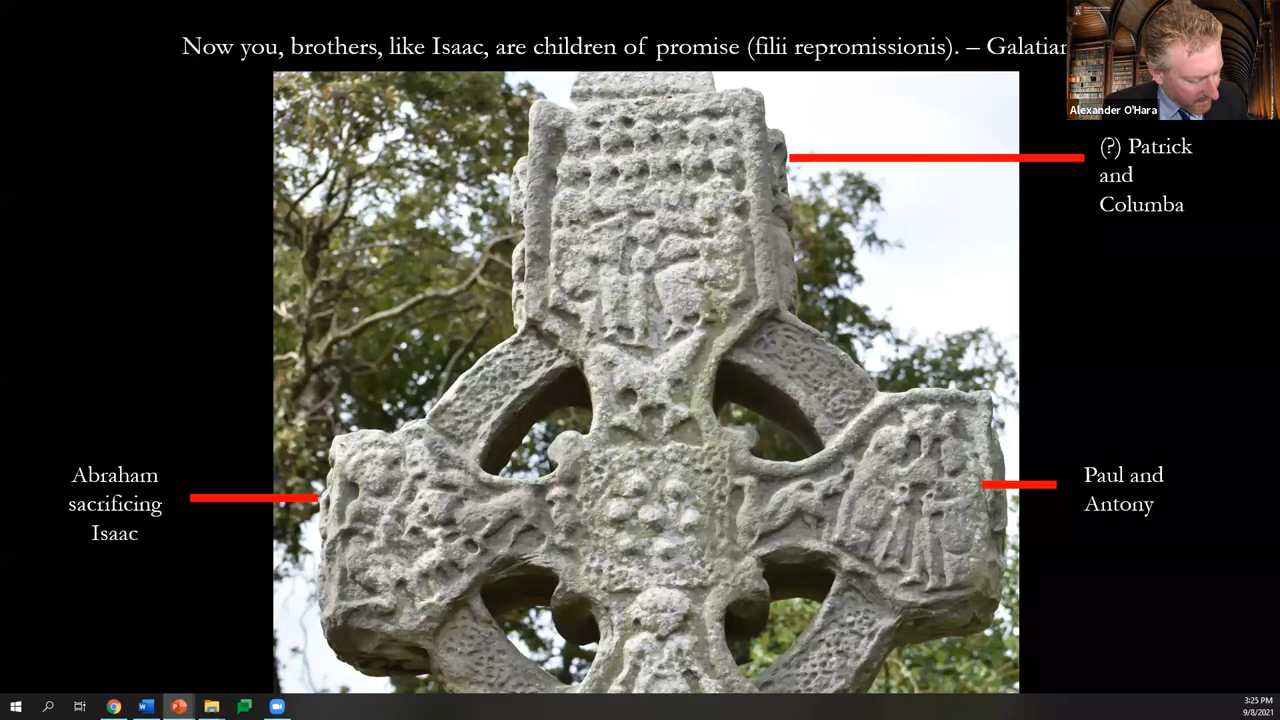 Now you, brothers, like Isaac, are children of promise (filii repromissionis). – Galatian
Alexander O'Hara
(?) Patrick
and
Columba
Abraham
sacrificing
Isaac
Paul and
Antony
3:25 PM
9/8/2021